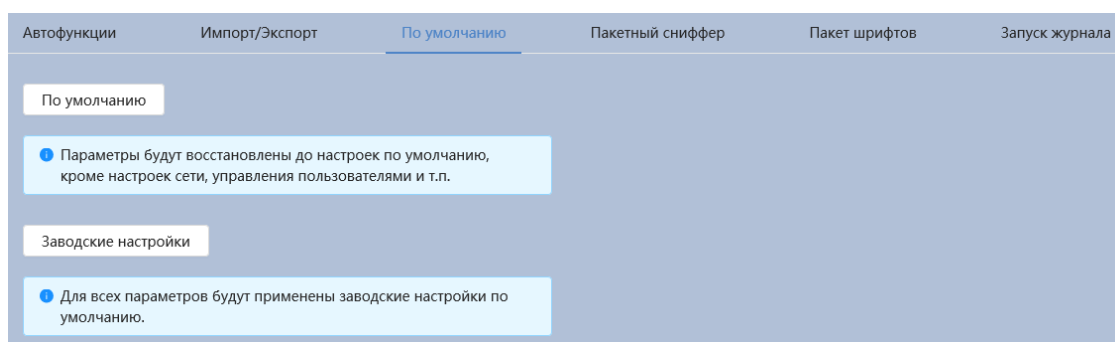 Автофункции Импорт/Экспорт По умолчанию Пакетный сниффер Пакет шрифтов Запуск журнала
По умолчанию
Параметры будут восстановлены до настроек по умолчанию,
кроме настроек сети, управления пользователями и т.п.
Заводские настройки
Для всех параметров будут применены заводские настройки по
умолчанию.